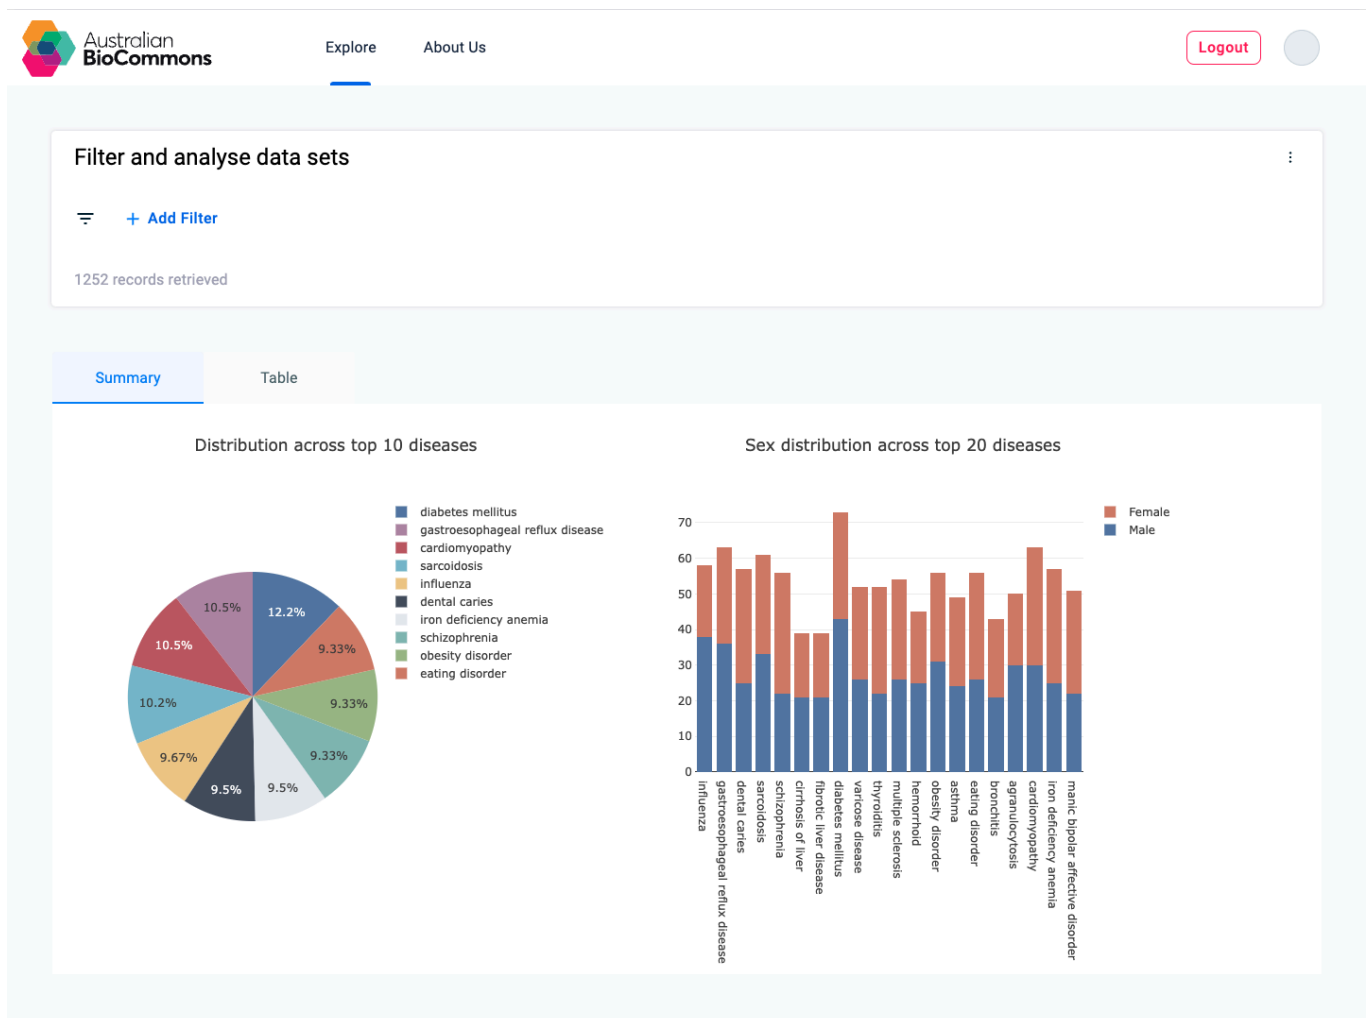 Australian
BioCommons
Explore
About Us
Logout
Filter and analyse data sets
+ Add Filter
1252 records retrieved
Summary
Table
Distribution across top 10 diseases
diabetes mellitus
gastroesophageal reflux disease
cardiomyopathy
sarcoidosis
influenza
dental caries
iron deficiency anemia
schizophrenia
obesity disorder
eating disorder
12.2%
9.33%
9.33%
9.33%
9.5%
9.5%
9.67%
10.2%
10.5%
10.5%
Sex distribution across top 20 diseases
Female
Male
70
60
50
40
30
20
10
0
influenza
gastroesophageal reflux disease
dental caries
sarcoidosis
schizophrenia
cirrhosis of liver
fibrotic liver disease
diabetes mellitus
varicose disease
thyroiditis
multiple sclerosis
hemorrhoid
obesity disorder
asthma
eating disorder
bronchitis
agranulocytosis
cardiomyopathy
iron deficiency anemia
manic bipolar affective disorder